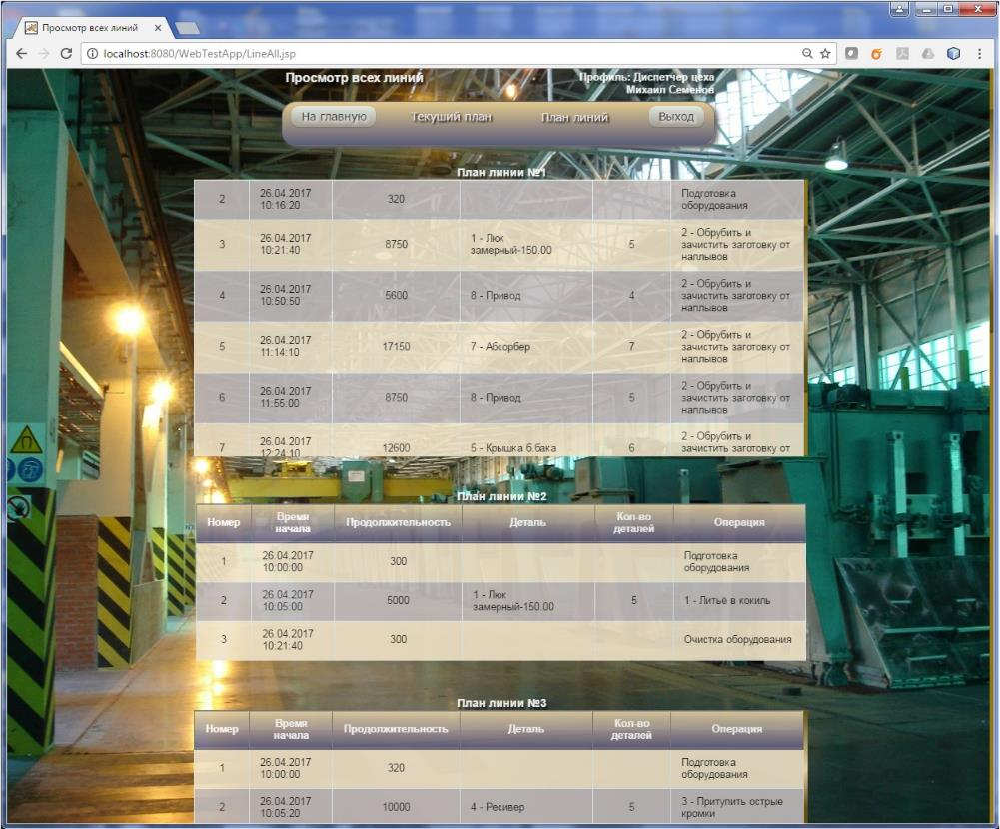 Просмотр всех линий
localhost:8080/WebTestApp/LineAll.jsp
Просмотр всех линий
Профиль: Диспетчер цеха
Михаил Семенов
На главную Текуший план План линий Выход
План линии №1
2 26.04.2017 10:16:20 320 Подготовка оборудования
3 26.04.2017 10:21:40 8750 1 - Люк замерный-150.00 5 2 - Обрубить и зачистить заготовку от наплывов
4 26.04.2017 10:50:50 5600 8 - Привод 4 2 - Обрубить и зачистить заготовку от наплывов
5 26.04.2017 11:14:10 17150 7 - Абсорбер 7 2 - Обрубить и зачистить заготовку от наплывов
6 26.04.2017 11:55:00 8750 8 - Привод 5 2 - Обрубить и зачистить заготовку от наплывов
7 26.04.2017 12:24:10 12600 5 - Крышка б.бака 6 2 - Обрубить и зачистить заготовку от
План линии №2
Номер Время начала Продолжительность Деталь Кол-во деталей Операция
1 26.04.2017 10:00:00 300 Подготовка оборудования
2 26.04.2017 10:05:00 5000 1 - Люк замерный-150.00 5 1 - Литьё в кокиль
3 26.04.2017 10:21:40 300 Очистка оборудования
План линии №3
Номер Время начала Продолжительность Деталь Кол-во деталей Операция
1 26.04.2017 10:00:00 320 Подготовка оборудования
2 26.04.2017 10:05:20 10000 4 - Ресивер 5 3 - Притупить острые кромки